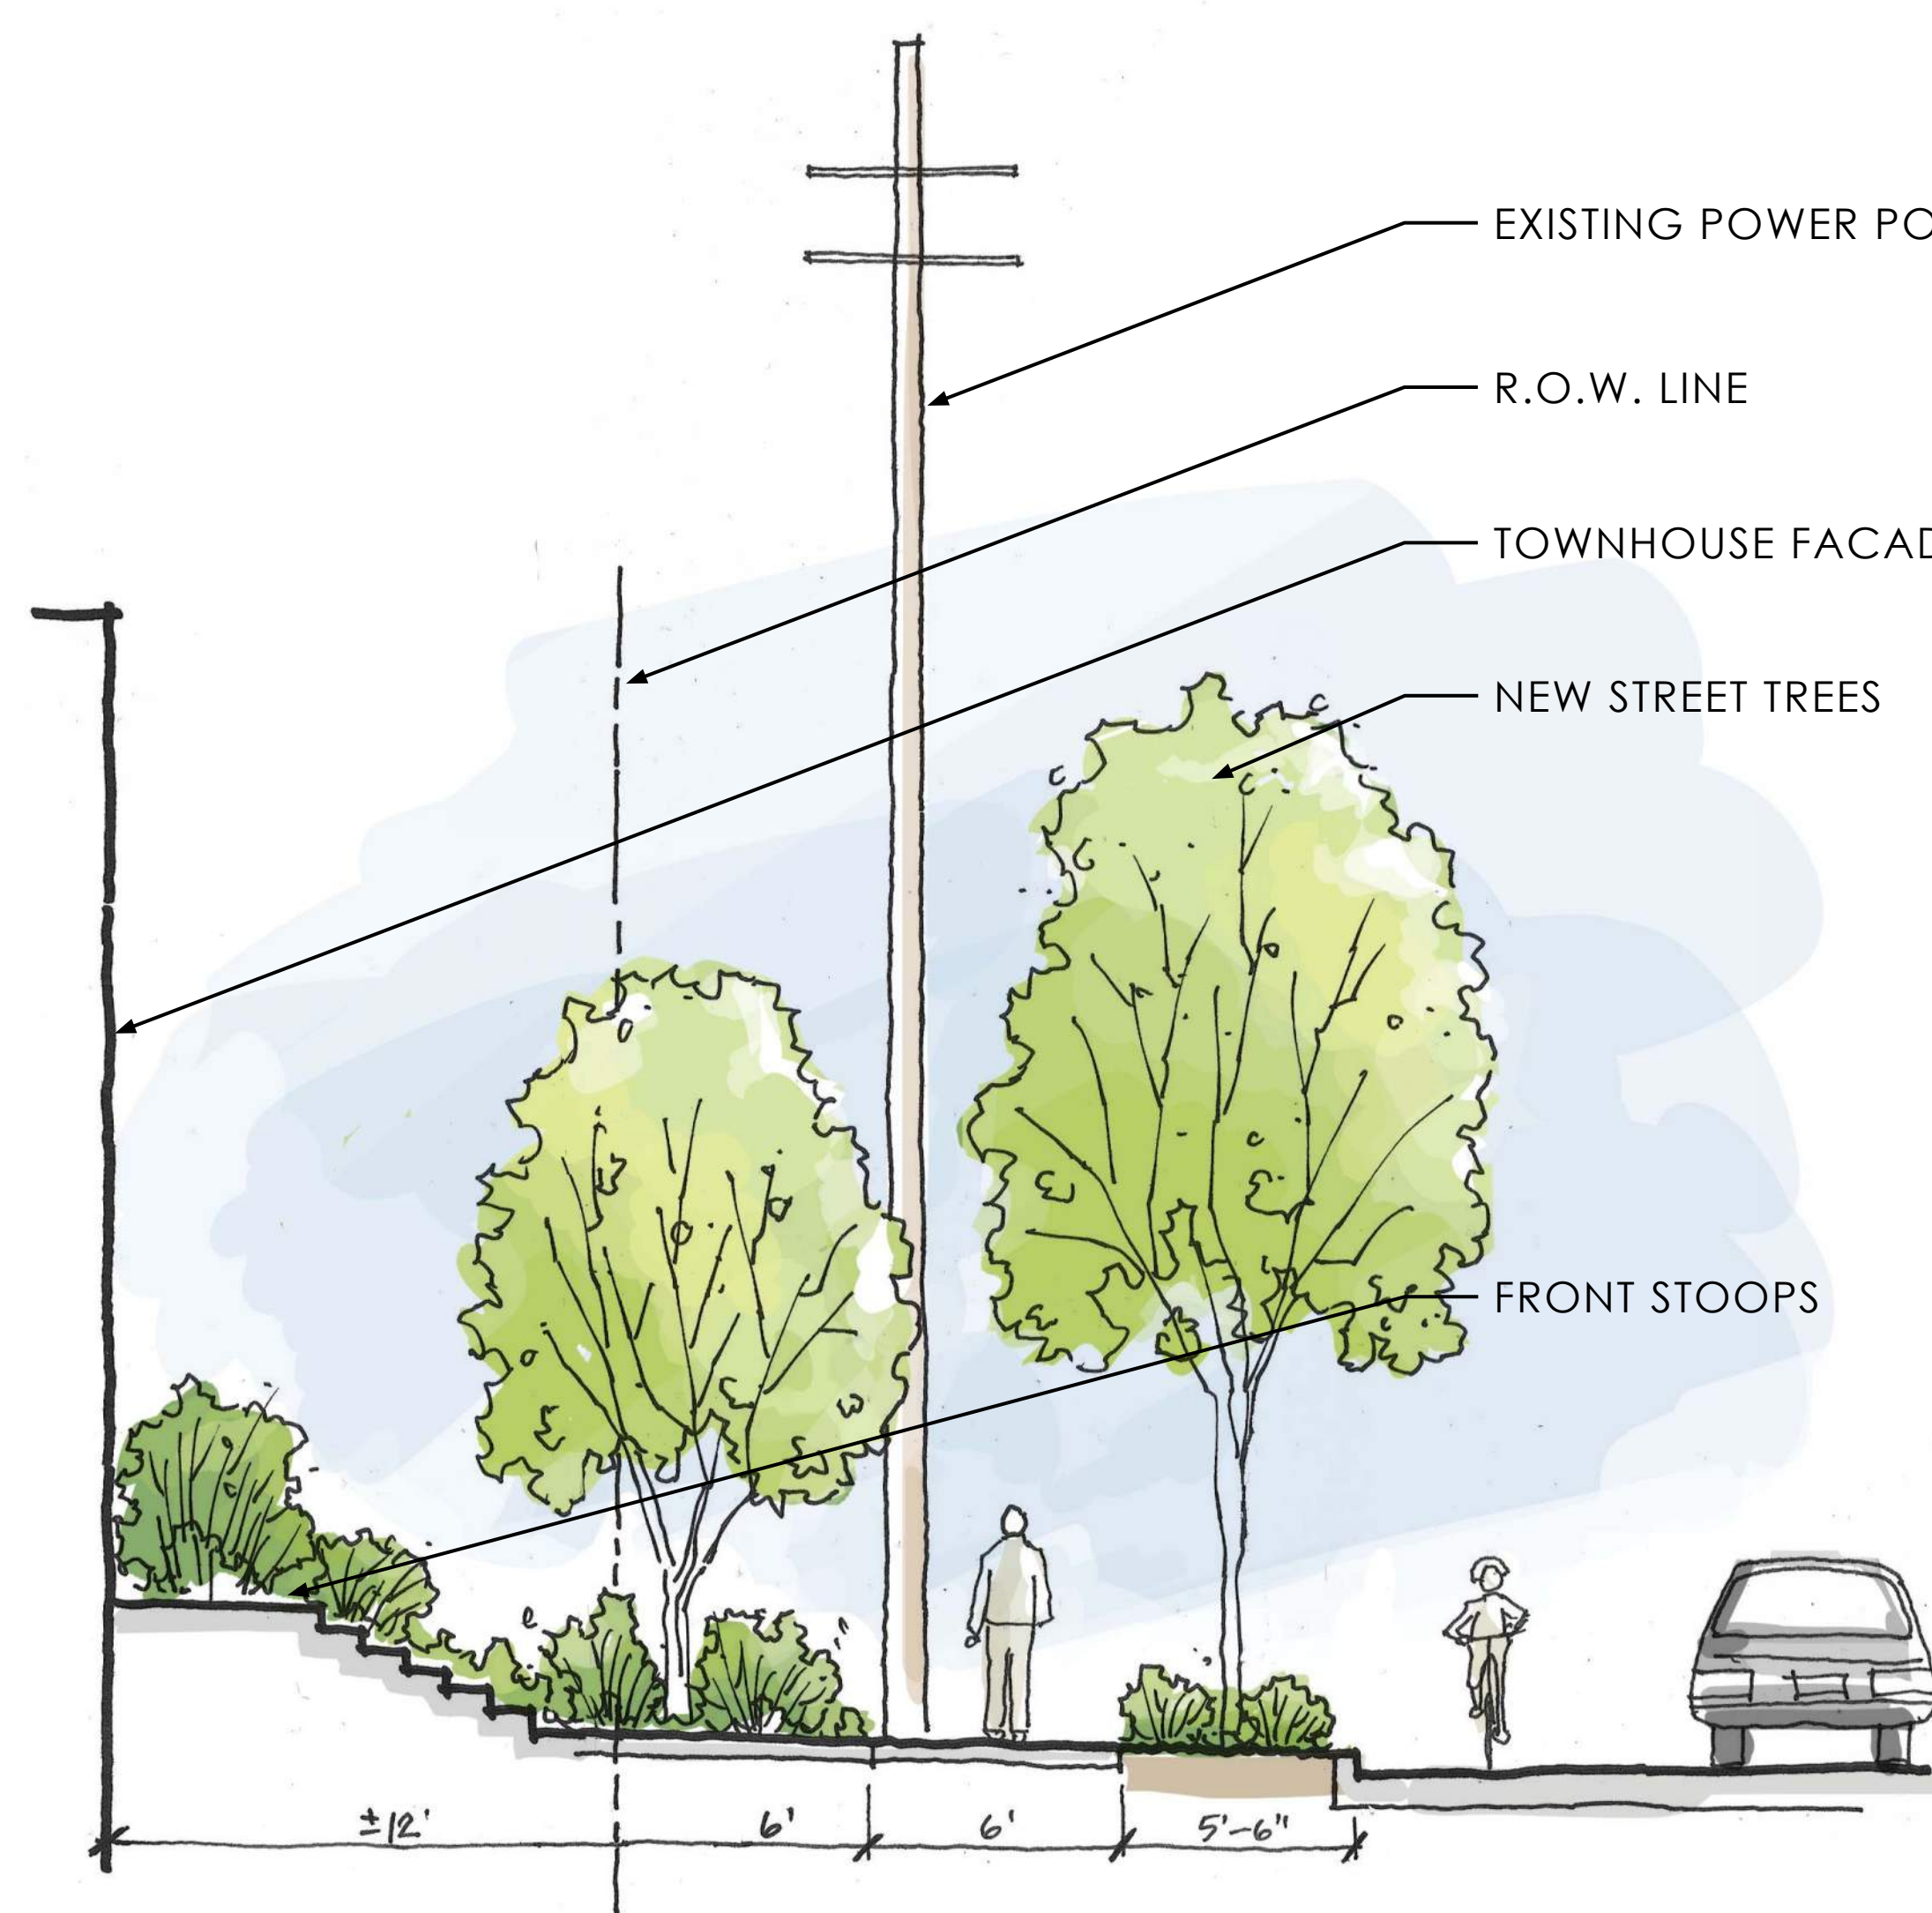 EXISTING POWER PO
R.O.W. LINE
TOWNHOUSE FACAD
NEW STREET TREES
FRONT STOOPS
±12' 6' 6' 5'-6"